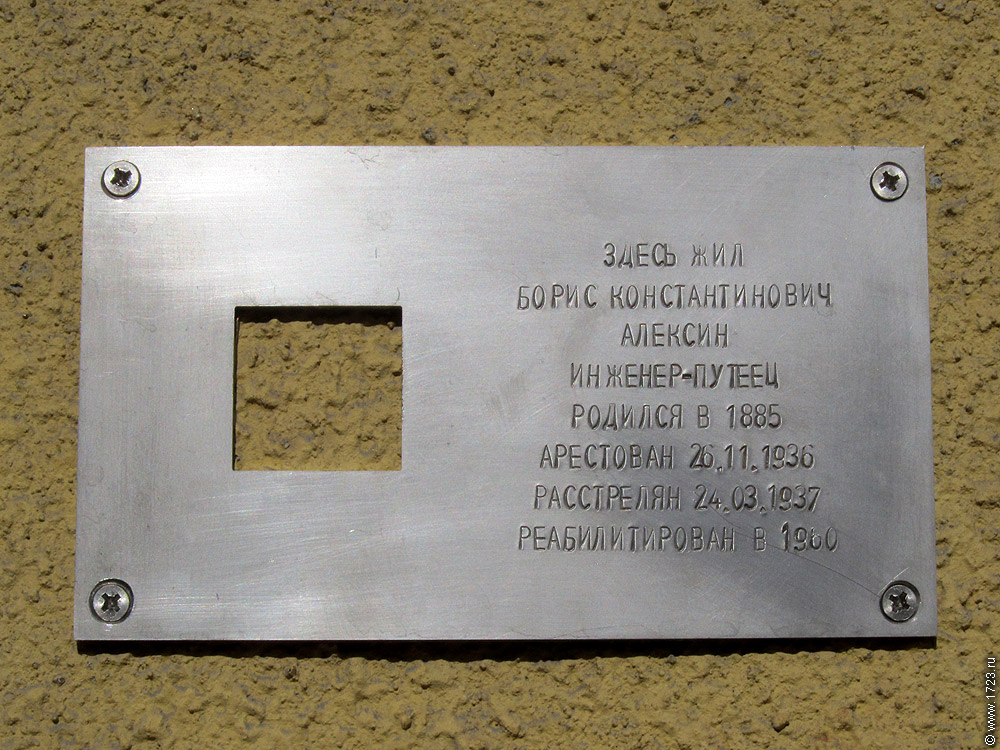 ЗДЕСЬ ЖИЛ
БОРИС КОНСТАНТИНОВИЧ
АЛЕКСИН
ИНЖЕНЕР-ПУТЕЕЦ
РОДИЛСЯ В 1885
АРЕСТОВАН 26.11.1936
РАССТРЕЛЯН 24.03.1937
РЕАБИЛИТИРОВАН В 1960
© www.1723.ru